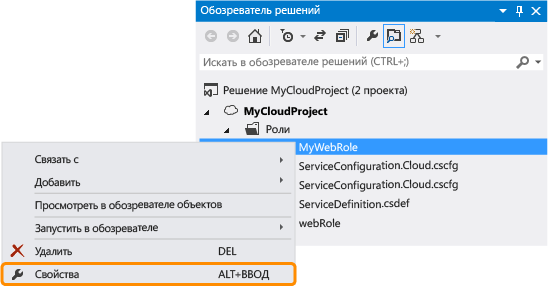 Обозреватель решений
Искать в обозревателе решений (CTRL+;)
Решение MyCloudProject (2 проекта)
MyCloudProject
Роли
MyWebRole
ServiceConfiguration.Cloud.cscfg
ServiceConfiguration.Cloud.cscfg
ServiceDefinition.csdef
webRole
Связать с
Добавить
Просмотреть в обозревателе объектов
Запустить в обозревателе
Удалить DEL
Свойства ALT+ВВОД